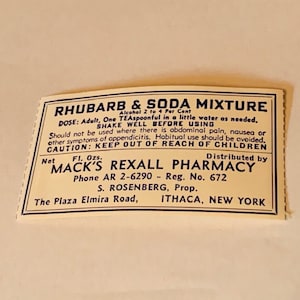 RHUBARB & SODA MIXTURE
Alcohol 2 to 4 Per Cent
DOSE: Adult, One TEAspoonful in a little water as needed.
SHAKE WELL BEFORE USING
Should not be used where there is abdominal pain, nausea or
other symptoms of appendicitis. Habitual use should be avoided.
CAUTION: KEEP OUT OF REACH OF CHILDREN
Net Fl. Ozs. Distributed by
MACK'S REXALL PHARMACY
Phone AR 2-6290 - Reg. No. 672
S. ROSENBERG, Prop.
The Plaza Elmira Road, ITHACA, NEW YORK